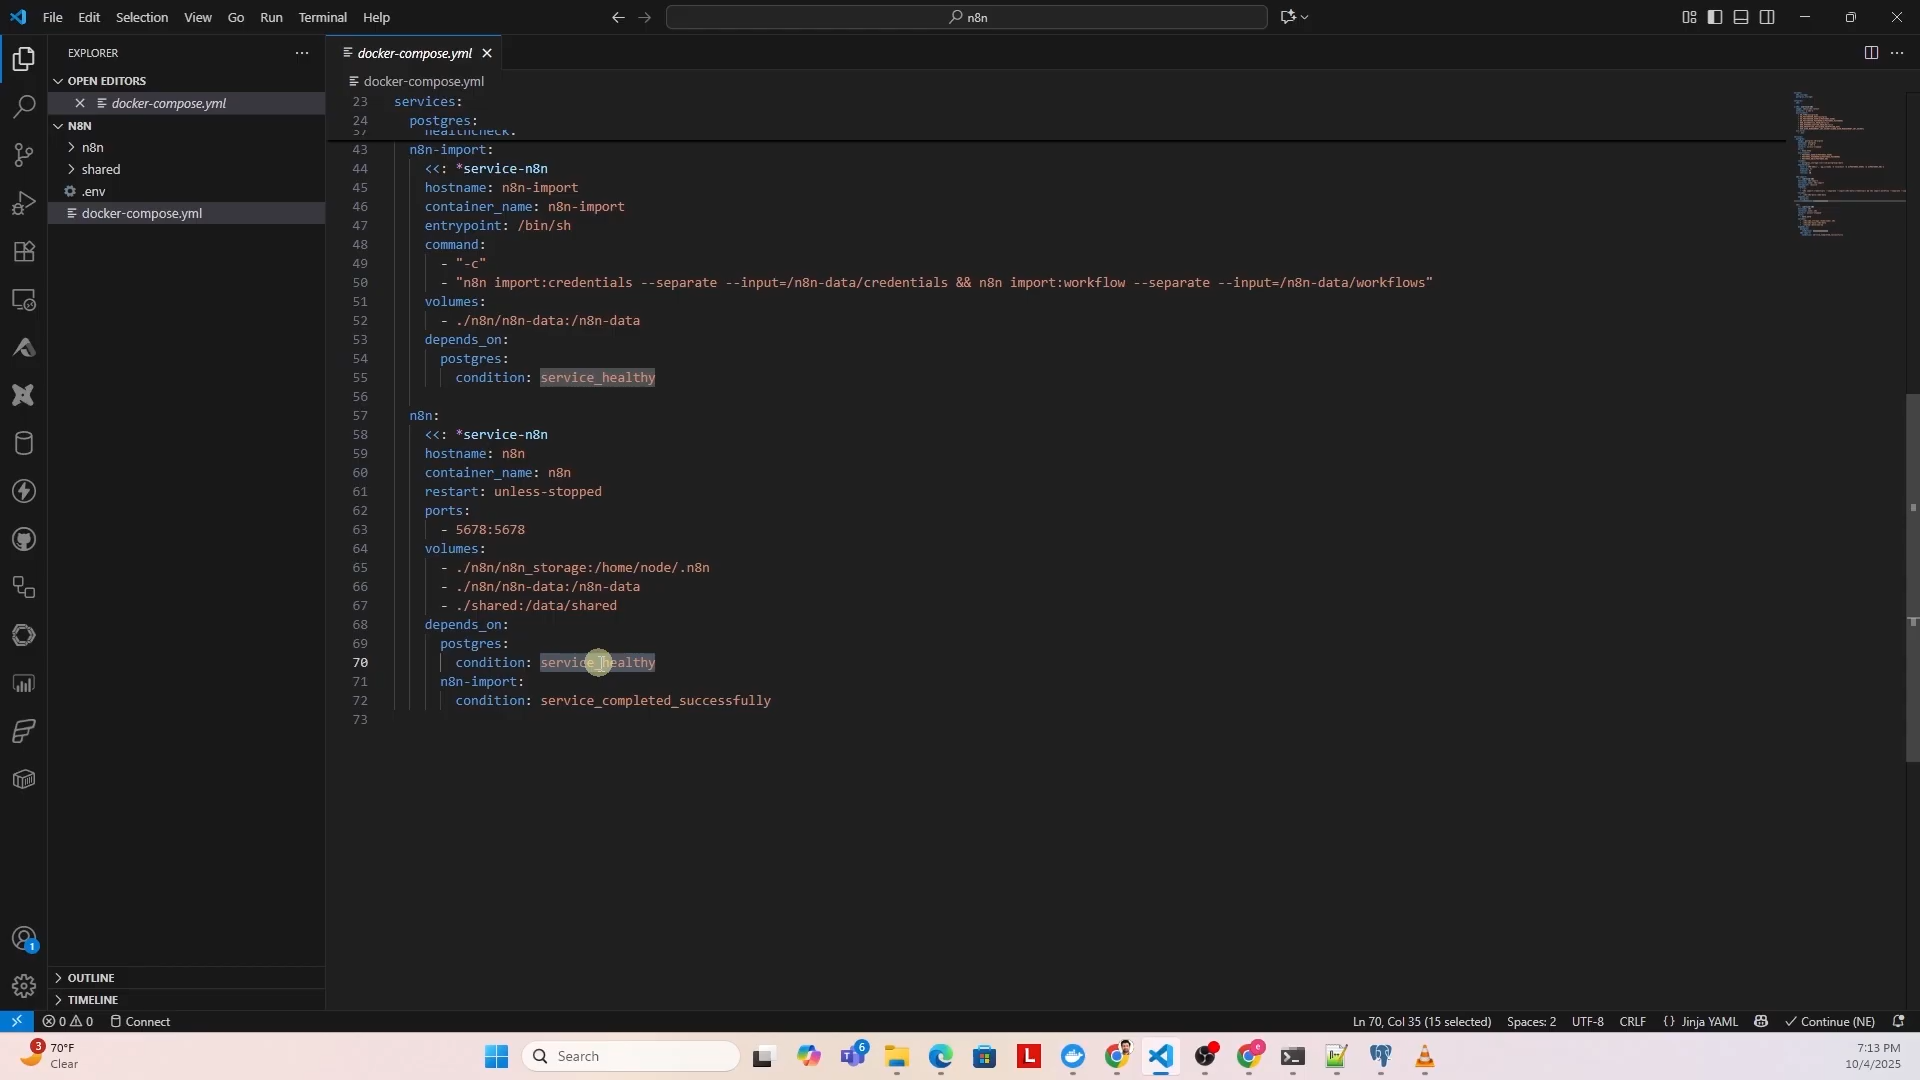 File Edit Selection View Go Run Terminal Help
n8n
EXPLORER
OPEN EDITORS
docker-compose.yml
N8N
n8n
shared
.env
docker-compose.yml
OUTLINE
TIMELINE
docker-compose.yml
docker-compose.yml
23 services:
24 postgres:
37 healthcheck:
43 n8n-import:
44 <<: *service-n8n
45 hostname: n8n-import
46 container_name: n8n-import
47 entrypoint: /bin/sh
48 command:
49 - "-c"
50 - "n8n import:credentials --separate --input=/n8n-data/credentials && n8n import:workflow --separate --input=/n8n-data/workflows"
51 volumes:
52 - ./n8n/n8n-data:/n8n-data
53 depends_on:
54 postgres:
55 condition: service_healthy
56
57 n8n:
58 <<: *service-n8n
59 hostname: n8n
60 container_name: n8n
61 restart: unless-stopped
62 ports:
63 - 5678:5678
64 volumes:
65 - ./n8n/n8n_storage:/home/node/.n8n
66 - ./n8n/n8n-data:/n8n-data
67 - ./shared:/data/shared
68 depends_on:
69 postgres:
70 condition: service_healthy
71 n8n-import:
72 condition: service_completed_successfully
73
1
0 0 Connect
Ln 70, Col 35 (15 selected) Spaces: 2 UTF-8 CRLF {} Jinja YAML Continue (NE)
3
70°F
Clear
Search
6
L
7:13 PM
10/4/2025